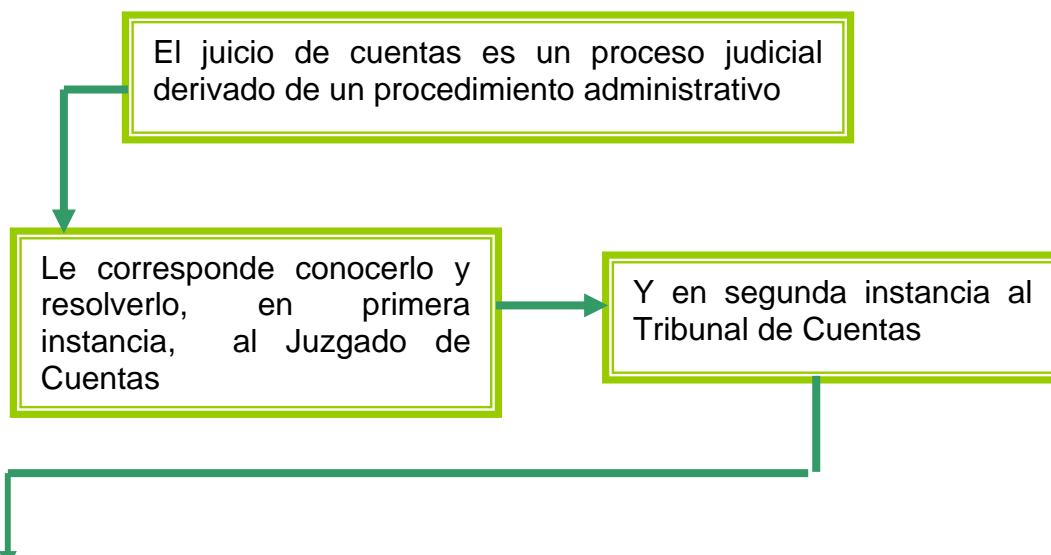 El juicio de cuentas es un proceso judicial
derivado de un procedimiento administrativo
Le corresponde conocerlo y
resolverlo, en primera
instancia, al Juzgado de
Cuentas
Y en segunda instancia al
Tribunal de Cuentas